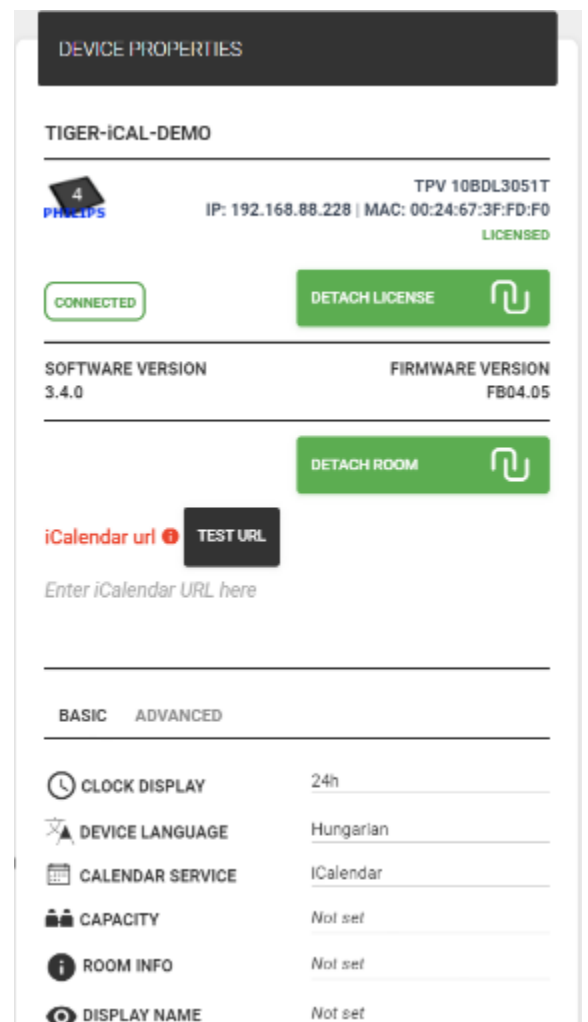 DEVICE PROPERTIES
TIGER-iCAL-DEMO
4
PHILIPS
TPV 10BDL3051T
IP: 192.168.88.228 | MAC: 00:24:67:3F:FD:F0
LICENSED
CONNECTED
DETACH LICENSE
SOFTWARE VERSION FIRMWARE VERSION
3.4.0 FB04.05
DETACH ROOM
iCalendar url TEST URL
Enter iCalendar URL here
BASIC ADVANCED
CLOCK DISPLAY 24h
DEVICE LANGUAGE Hungarian
CALENDAR SERVICE ICalendar
CAPACITY Not set
ROOM INFO Not set
DISPLAY NAME Not set